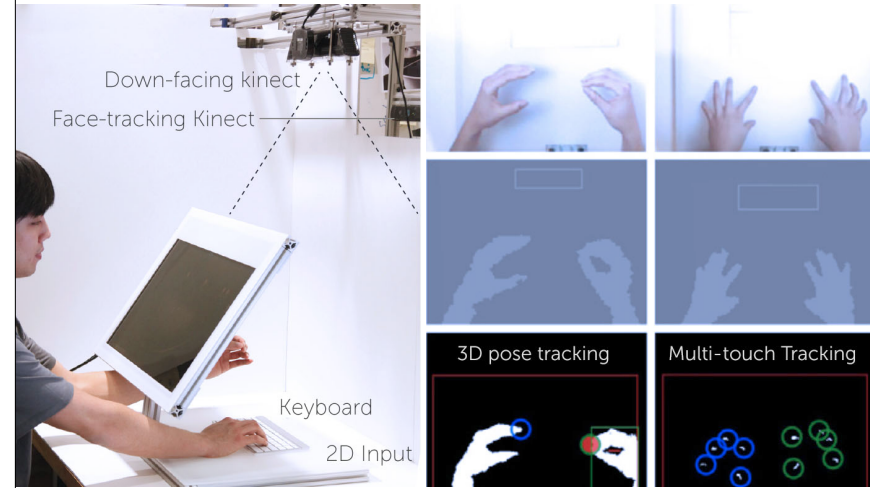 Down-facing kinect
Face-tracking Kinect
Keyboard
2D Input
3D pose tracking
Multi-touch Tracking